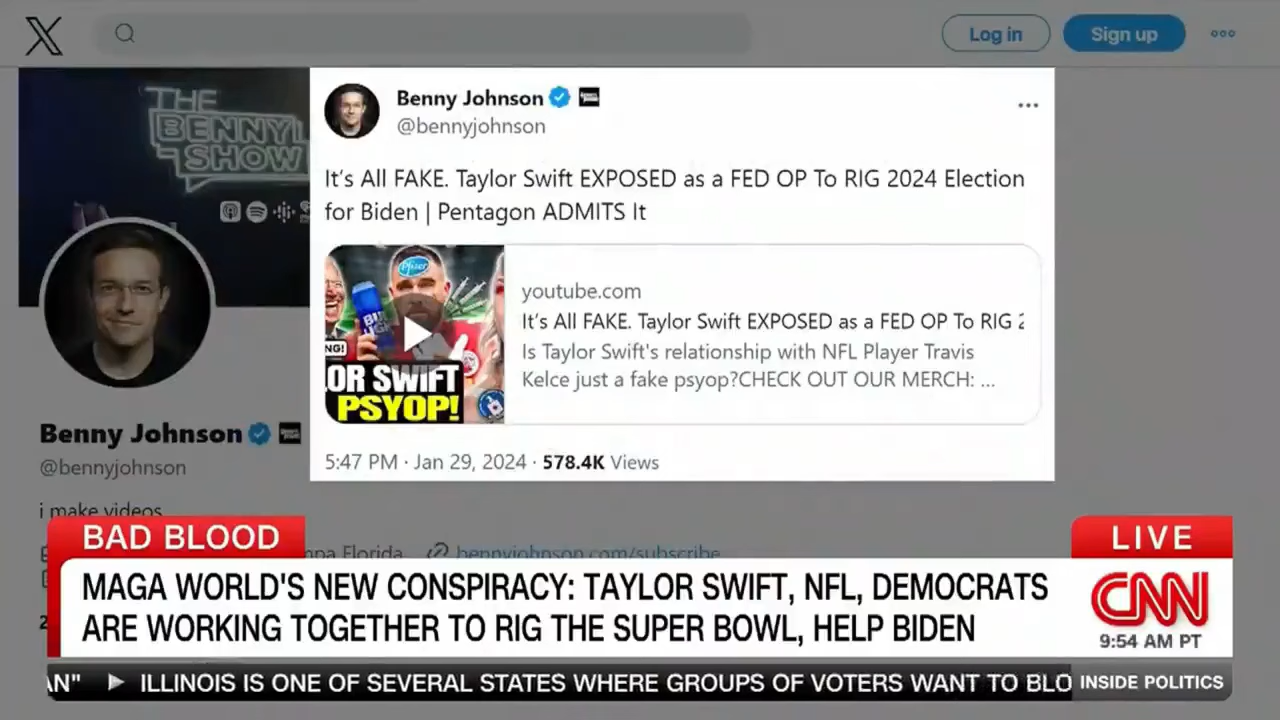 X
Log in
Sign up
THE
BENNY
SHOW
Benny Johnson
@bennyjohnson
It's All FAKE. Taylor Swift EXPOSED as a FED OP To RIG 2024 Election
for Biden | Pentagon ADMITS It
Pfizer
BUD
LIGHT
NG!
OR SWIFT
PSYOP!
youtube.com
It's All FAKE. Taylor Swift EXPOSED as a FED OP To RIG 2
Is Taylor Swift's relationship with NFL Player Travis
Kelce just a fake psyop?CHECK OUT OUR MERCH: ...
5:47 PM · Jan 29, 2024 · 578.4K Views
Benny Johnson
@bennyjohnson
i make videos
mpa Florida
bennyjohnson.com/subscribe
BAD BLOOD
LIVE
MAGA WORLD'S NEW CONSPIRACY: TAYLOR SWIFT, NFL, DEMOCRATS
ARE WORKING TOGETHER TO RIG THE SUPER BOWL, HELP BIDEN
CNN
9:54 AM PT
AN" ▶ ILLINOIS IS ONE OF SEVERAL STATES WHERE GROUPS OF VOTERS WANT TO BLO
INSIDE POLITICS